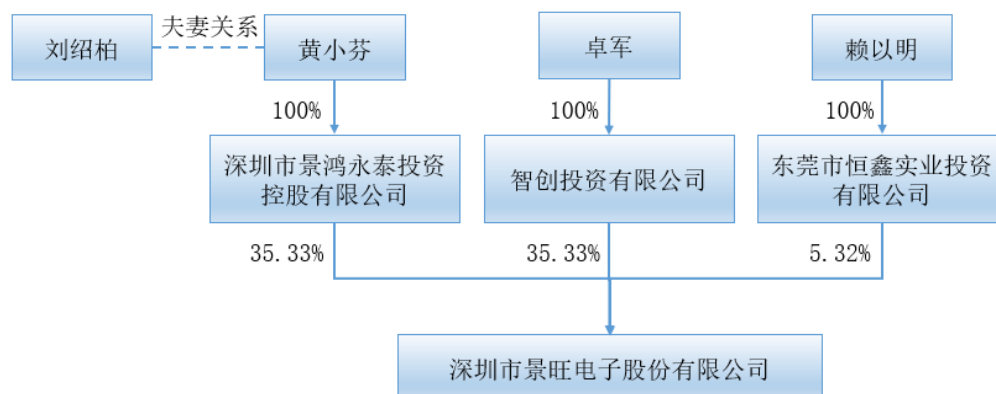 夫妻关系
刘绍柏
黄小芬
卓军
赖以明
100%
100%
100%
深圳市景鸿永泰投资
控股有限公司
智创投资有限公司
东莞市恒鑫实业投资
有限公司
35.33%
35.33%
5.32%
深圳市景旺电子股份有限公司